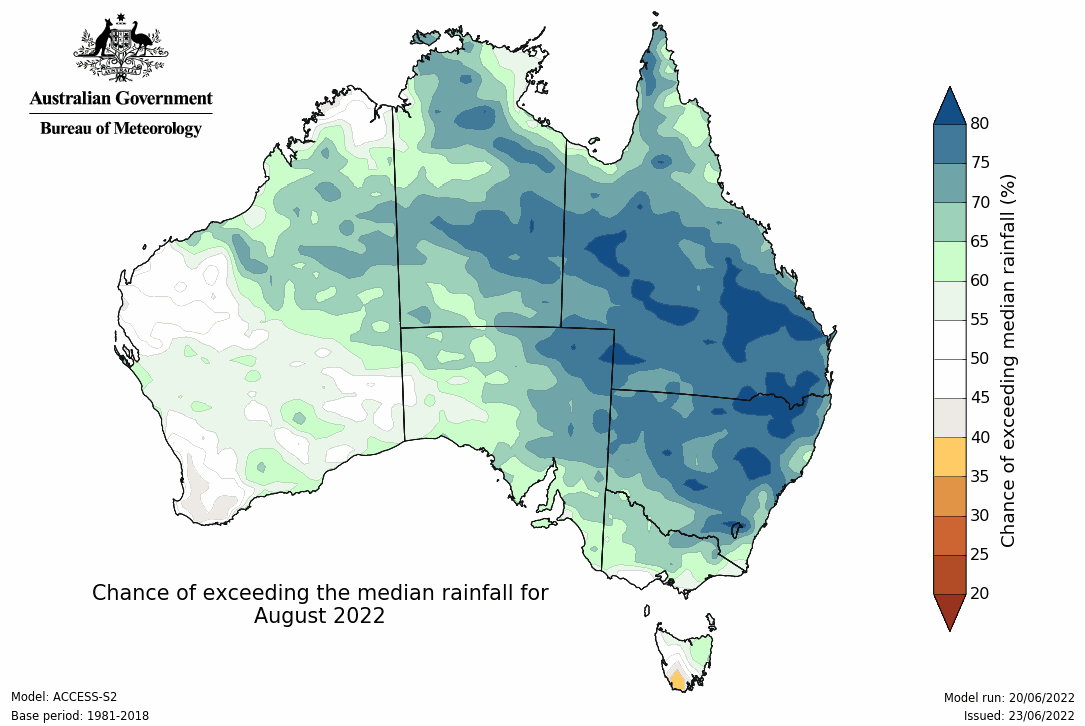 Australian Government
Bureau of Meteorology
80
75
70
65
60
55
50
45
40
35
30
25
20
Chance of exceeding median rainfall (%)
Chance of exceeding the median rainfall for
August 2022
Model: ACCESS-S2
Base period: 1981-2018
Model run: 20/06/2022
Issued: 23/06/2022